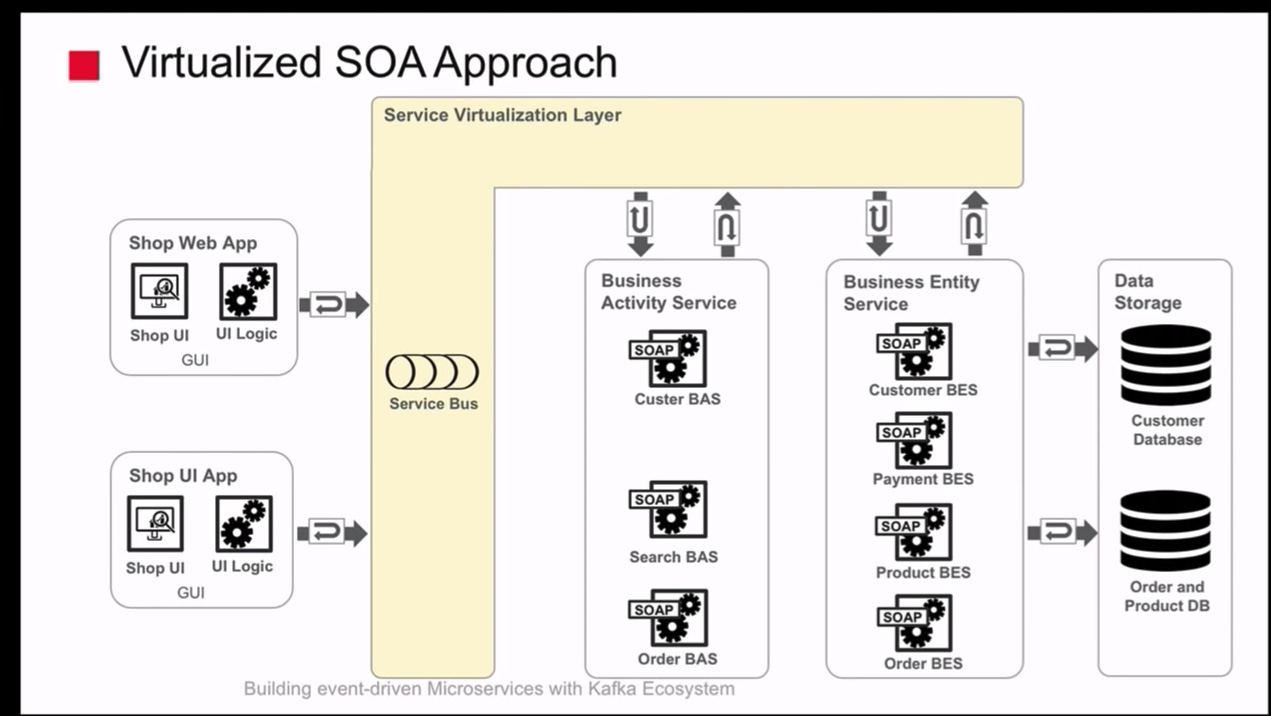 Virtualized SOA Approach
Service Virtualization Layer
Shop Web App
Shop UI
UI Logic
GUI
Shop UI App
Shop UI
UI Logic
GUI
Service Bus
Business
Activity Service
SOAP
Custer BAS
SOAP
Search BAS
SOAP
Order BAS
Business Entity
Service
SOAP
Customer BES
SOAP
Payment BES
SOAP
Product BES
SOAP
Order BES
Data
Storage
Customer
Database
Order and
Product DB
Building event-driven Microservices with Kafka Ecosystem